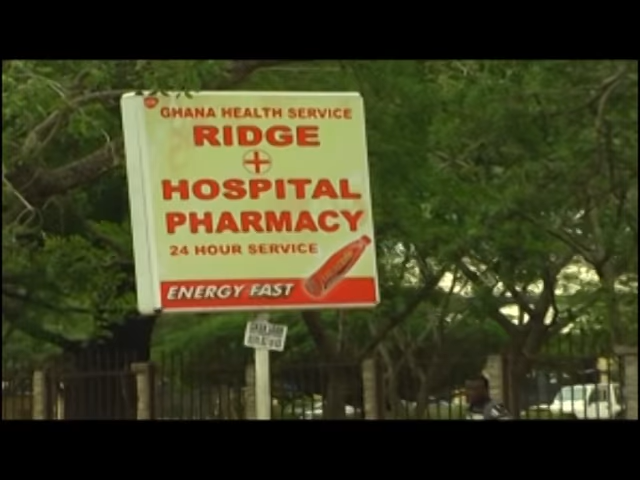 GHANA HEALTH SERVICE
RIDGE
HOSPITAL
PHARMACY
24 HOUR SERVICE
ENERGY FAST